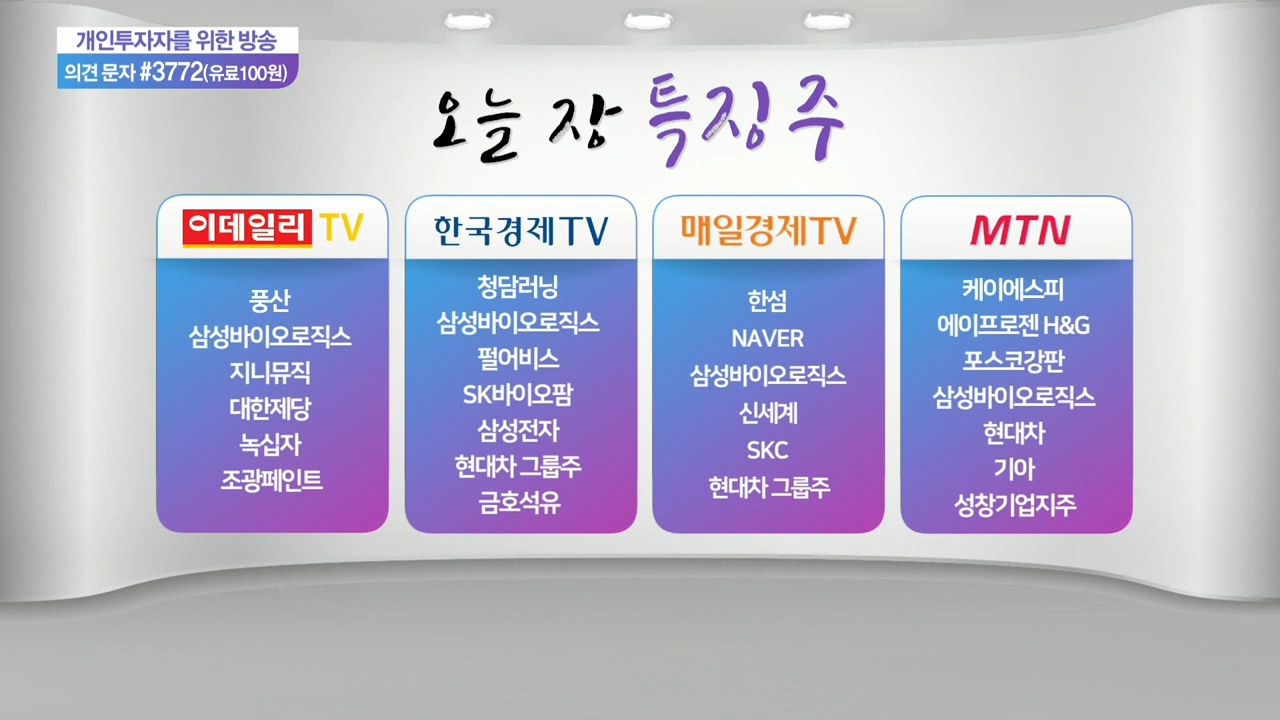 개인투자자를 위한 방송
의견 문자 #3772(유료100원)
오늘 장 특징주
이데일리 TV
풍산
삼성바이오로직스
지니뮤직
대한제당
녹십자
조광페인트
한국경제TV
청담러닝
삼성바이오로직스
펄어비스
SK바이오팜
삼성전자
현대차 그룹주
금호석유
매일경제TV
한섬
NAVER
삼성바이오로직스
신세계
SKC
현대차 그룹주
MTN
케이에스피
에이프로젠 H&G
포스코강판
삼성바이오로직스
현대차
기아
성창기업지주